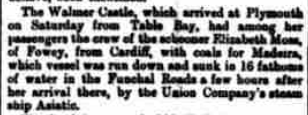 The Walmer Castle, which arrived at Plymouth
on Saturday from Table Bay, had among her
passengers the crew of the schooner Elizabeth Moss,
of Fowey, from Cardiff, with coals for Madeira,
which vessel was run down and sunk in 16 fathoms
of water in the Funchal Roads a few hours after
her arrival there, by the Union Company's steam
ship Asiatic.